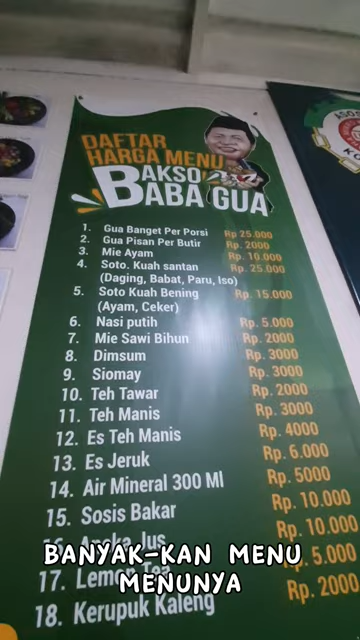 DAFTAR
HARGA MENU
BAKSO
BABA GUA
1. Gua Banget Per Porsi Rp 25.000
2. Gua Pisan Per Butir Rp. 2000
3. Mie Ayam Rp. 10.000
4. Soto. Kuah santan Rp. 25.000
(Daging, Babat, Paru, Iso)
5. Soto Kuah Bening Rp. 15.000
(Ayam, Ceker)
6. Nasi putih Rp. 5.000
7. Mie Sawi Bihun Rp. 2000
8. Dimsum Rp. 3000
9. Siomay Rp. 3000
10. Teh Tawar Rp. 2000
11. Teh Manis Rp. 3000
12. Es Teh Manis Rp. 4000
13. Es Jeruk Rp. 6.000
14. Air Mineral 300 Ml Rp. 5000
15. Sosis Bakar Rp. 10.000
16. Aneka Jus Rp. 10.000
17. Lemon Tea Rp. 5.000
18. Kerupuk Kaleng Rp. 2000
BANYAK-KAN MENU
MENUNYA